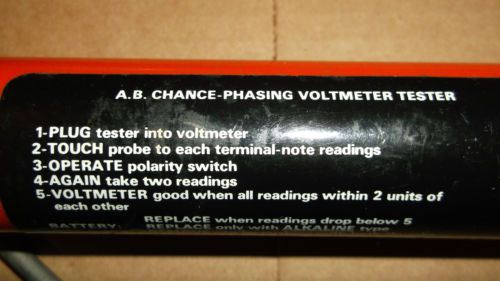 A.B. CHANCE-PHASING VOLTMETER TESTER
1-PLUG tester into voltmeter
2-TOUCH probe to each terminal-note readings
3-OPERATE polarity switch
4-AGAIN take two readings
5-VOLTMETER good when all readings within 2 units of
each other
REPLACE when readings drop below 5
BATTERY: REPLACE only with ALKALINE type